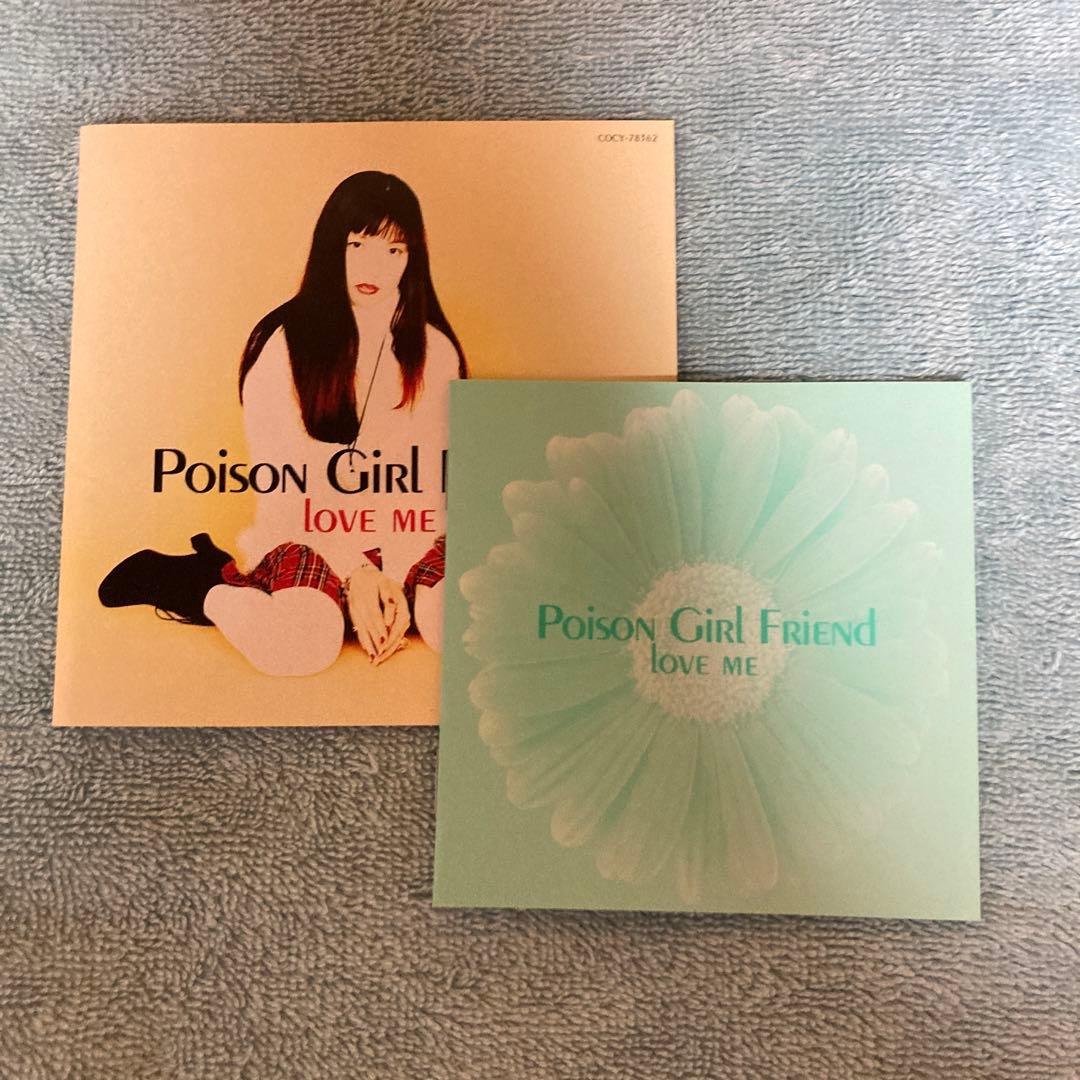 COCY-78362
Poison Girl F
love me
Poison Girl Friend
love me